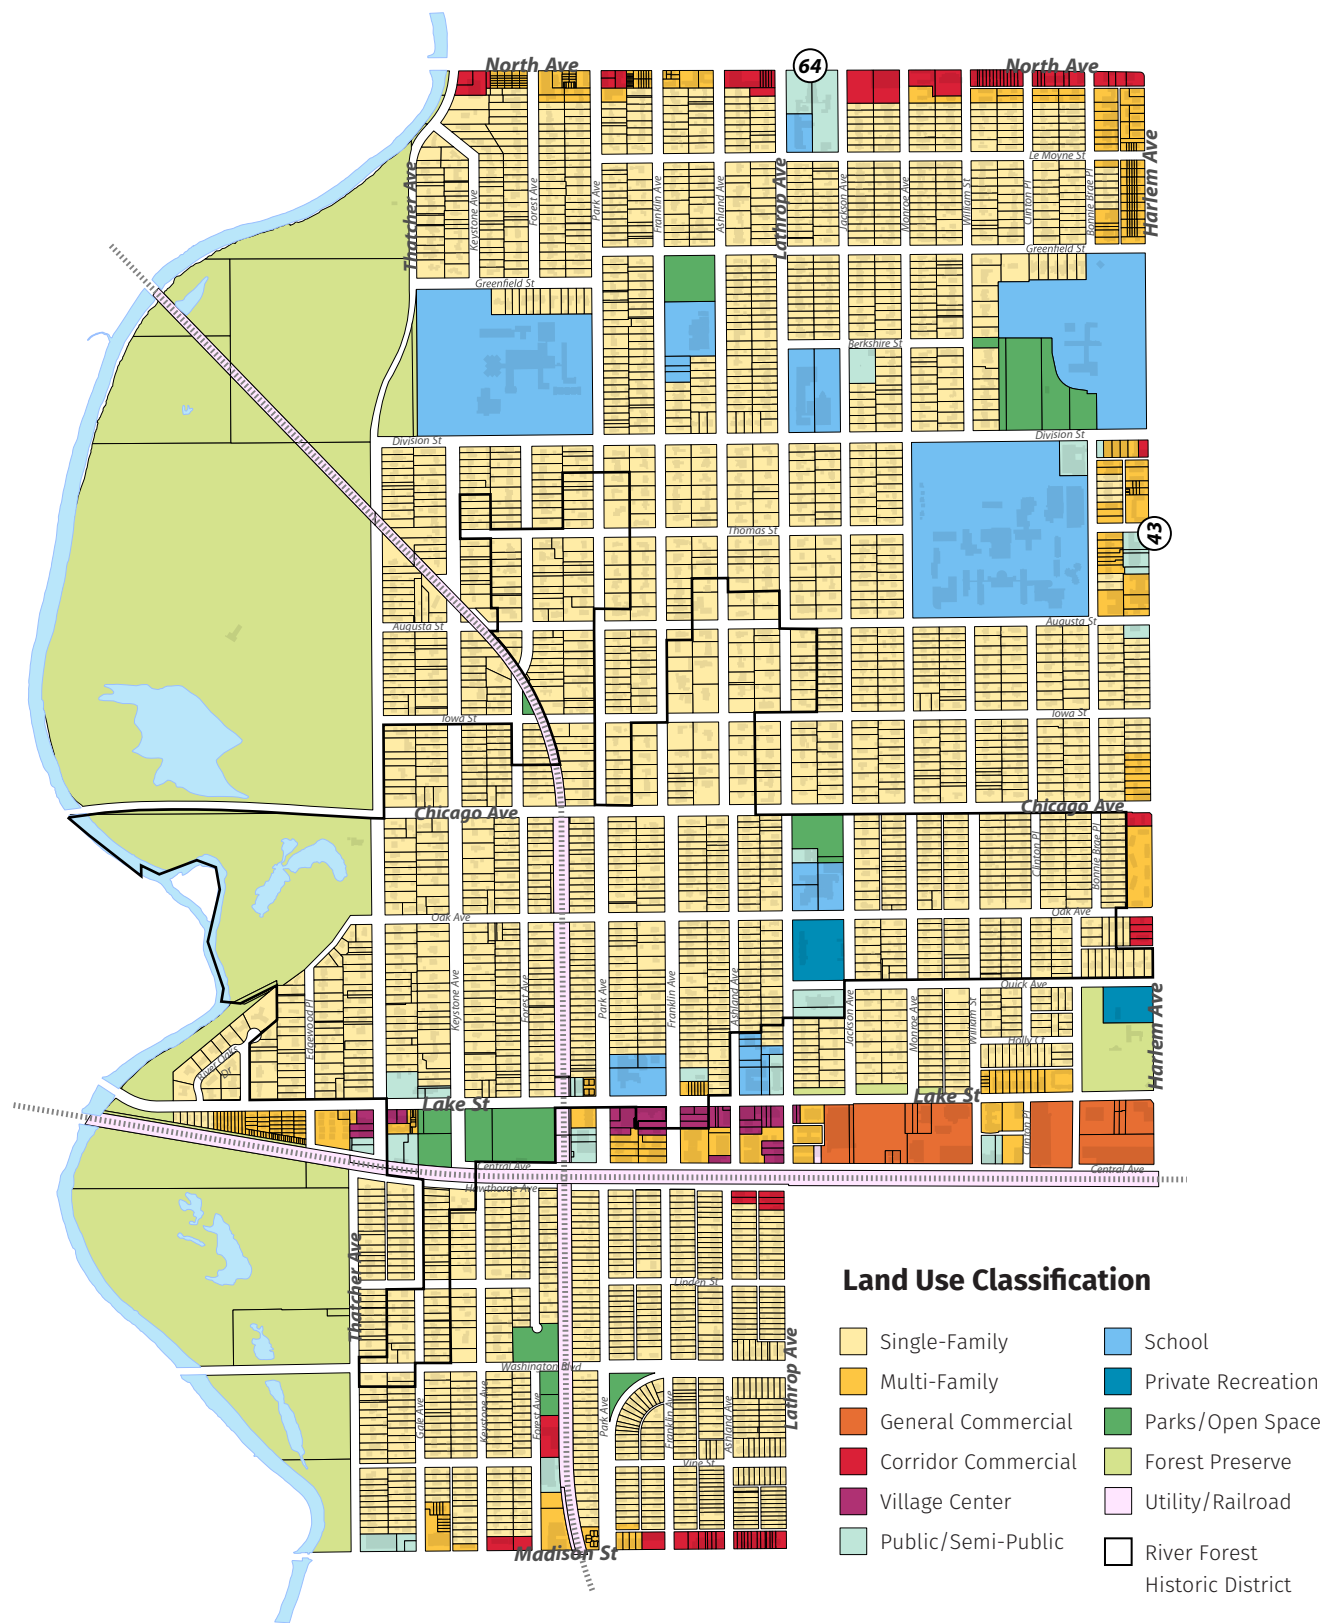 64
North Ave
North Ave
Le Moyne St
Harlem Ave
Thatcher Ave
Keystone Ave
Forest Ave
Park Ave
Franklin Ave
Ashland Ave
Lathrop Ave
Jackson Ave
Monroe Ave
William St
Clinton Pl
Bonnie Brae Pl
Greenfield St
Greenfield St
Berkshire St
Division St
Division St
Thomas St
43
Augusta St
Augusta St
Iowa St
Iowa St
Chicago Ave
Chicago Ave
Clinton Pl
Bonnie Brae Pl
Oak Ave
Oak Ave
Keystone Ave
Forest Ave
Park Ave
Franklin Ave
Ashland Ave
Quick Ave
Edgewood Pl
Jackson Ave
Monroe Ave
William St
Harlem Ave
River Oaks
Dr
Holly Ct
Lake St
Lake St
Clinton Pl
Central Ave
Central Ave
Hawthorne Ave
Thatcher Ave
Linden St
Washington Blvd
Lathrop Ave
Gale Ave
Keystone Ave
Forest Ave
Park Ave
Franklin Ave
Ashland Ave
Vine St
Madison St
Land Use Classification
Single-Family
Multi-Family
General Commercial
Corridor Commercial
Village Center
Public/Semi-Public
School
Private Recreation
Parks/Open Space
Forest Preserve
Utility/Railroad
River Forest
Historic District